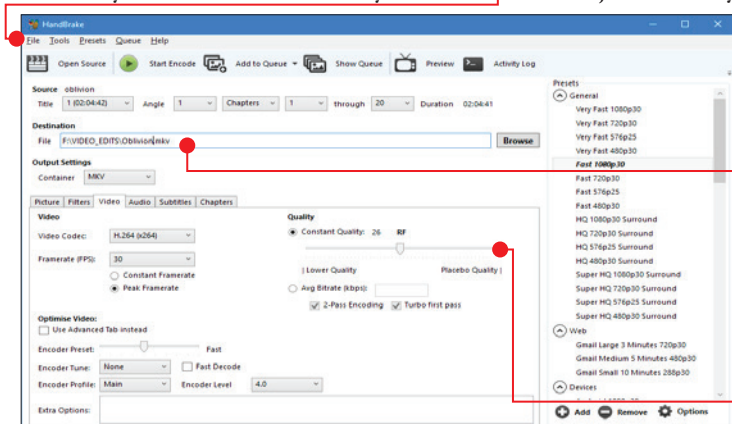 HandBrake
File Tools Presets Queue Help
Open Source Start Encode Add to Queue Show Queue Preview Activity Log
Source oblivion
Title 1 (02:04:42) Angle 1 Chapters 1 through 20 Duration 02:04:41
Destination
File F:\VIDEO_EDITS\Oblivion.mkv Browse
Output Settings
Container MKV
Picture Filters Video Audio Subtitles Chapters
Video
Video Codec: H.264 (x264)
Framerate (FPS): 30
Constant Framerate
Peak Framerate
Quality
Constant Quality: 26 RF
| Lower Quality Placebo Quality |
Avg Bitrate (kbps):
2-Pass Encoding Turbo first pass
Optimise Video:
Use Advanced Tab instead
Encoder Preset: Fast
Encoder Tune: None Fast Decode
Encoder Profile: Main Encoder Level 4.0
Extra Options:
Presets
General
Very Fast 1080p30
Very Fast 720p30
Very Fast 576p25
Very Fast 480p30
Fast 1080p30
Fast 720p30
Fast 576p25
Fast 480p30
HQ 1080p30 Surround
HQ 720p30 Surround
HQ 576p25 Surround
HQ 480p30 Surround
Super HQ 1080p30 Surround
Super HQ 720p30 Surround
Super HQ 576p25 Surround
Super HQ 480p30 Surround
Web
Gmail Large 3 Minutes 720p30
Gmail Medium 5 Minutes 480p30
Gmail Small 10 Minutes 288p30
Devices
Add Remove Options